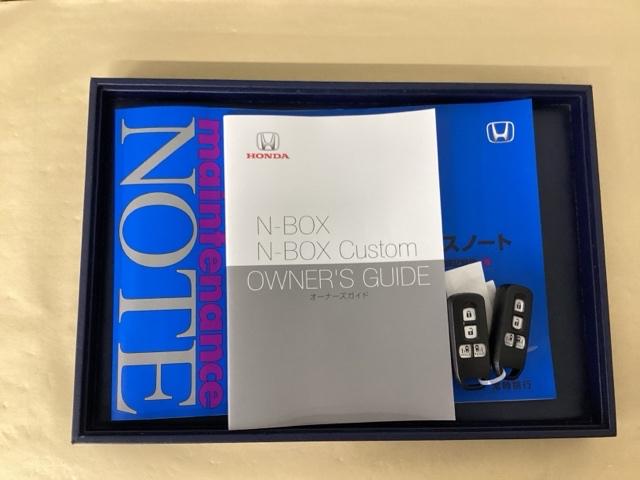 maintenance
NOTE
HONDA
N-BOX
N-BOX Custom
OWNER'S GUIDE
オーナーズガイド
スノート